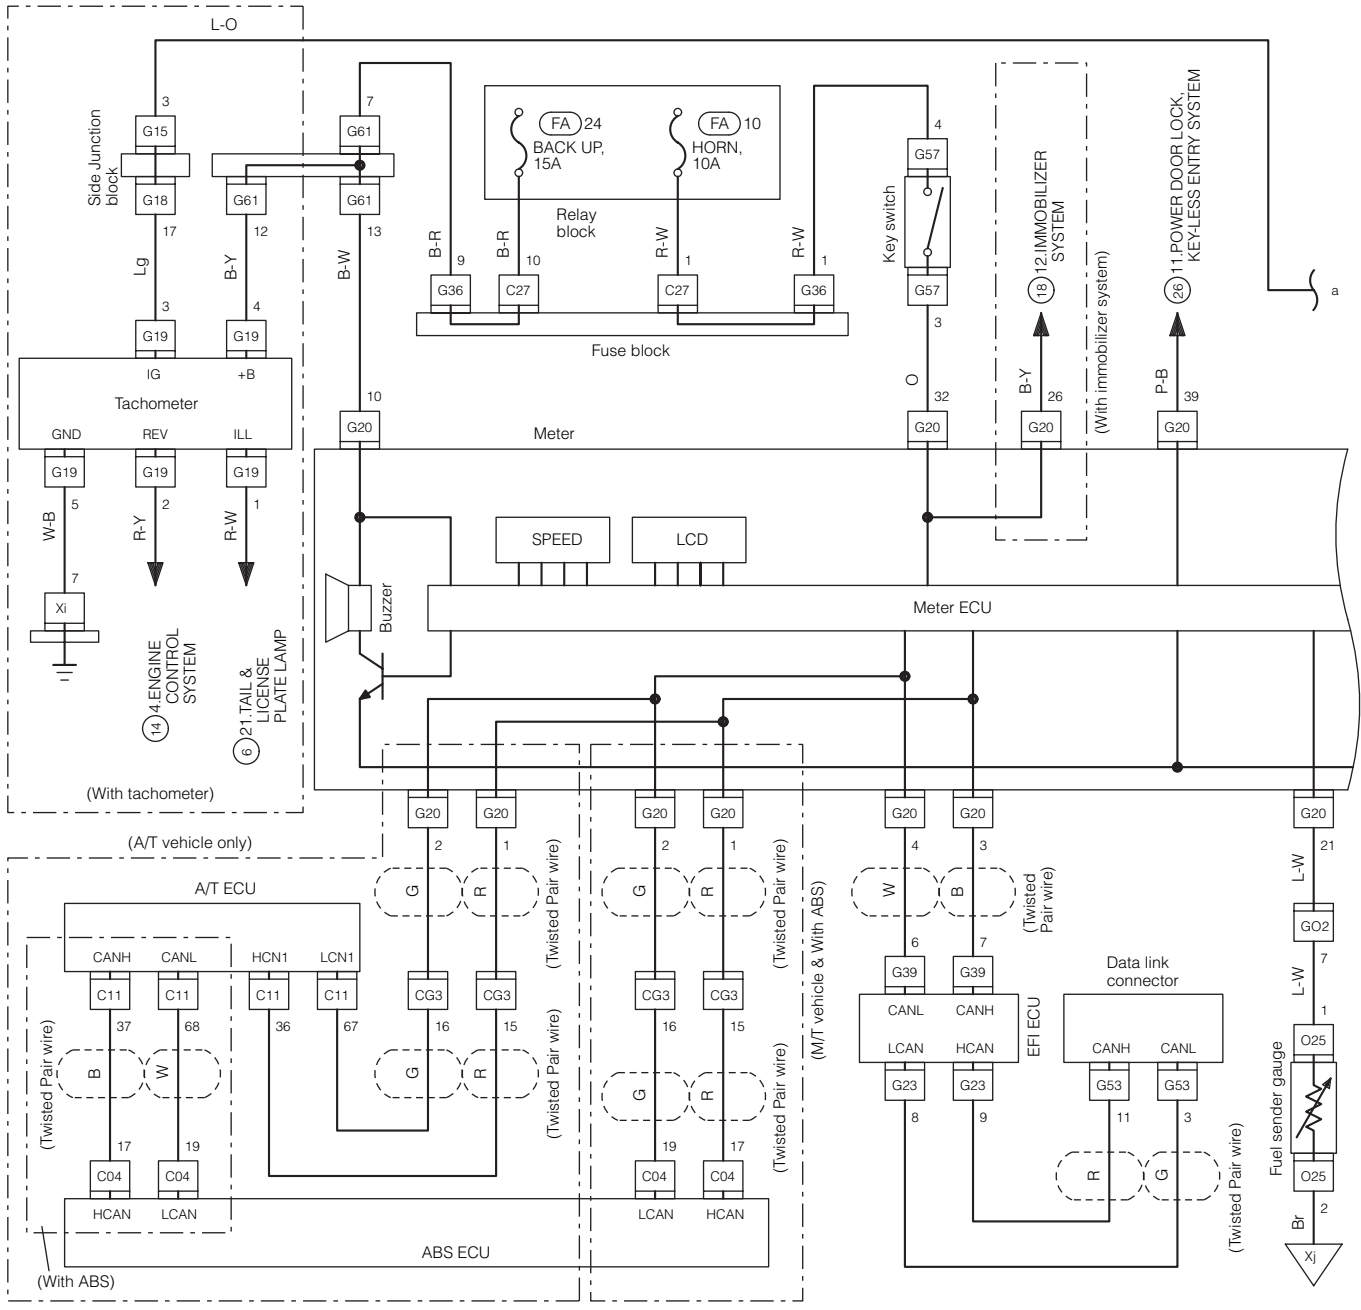 L-O
3
G15
Side Junction
block
G18
17
Lg
3
G19
G61
12
B-Y
4
G19
7
G61
G61
13
B-W
10
G20
FA 24
BACK UP,
15A
FA 10
HORN,
10A
Relay
block
B-R
9
G36
B-R
10
C27
R-W
1
C27
R-W
1
G36
Fuse block
4
G57
Key switch
G57
3
O
32
G20
18 12.IMMOBILIZER
SYSTEM
B-Y
26
G20
(With immobilizer system)
26 11.POWER DOOR LOCK,
KEY-LESS ENTRY SYSTEM
P-B
39
G20
a
IG
+B
Tachometer
GND
REV
ILL
G19
G19
G19
5
2
1
W-B
R-Y
R-W
7
Xi
14 4.ENGINE
CONTROL
SYSTEM
6 21.TAIL &
LICENSE
PLATE LAMP
(With tachometer)
Meter
SPEED
LCD
Buzzer
Meter ECU
(A/T vehicle only)
G20
G20
G20
G20
G20
G20
G20
2
1
2
1
4
3
21
G
R
(Twisted Pair wire)
G
R
(Twisted Pair wire)
(M/T vehicle & With ABS)
W
B
(Twisted
Pair wire)
L-W
GO2
7
L-W
1
O25
Fuel sender gauge
O25
2
Br
Xj
A/T ECU
CANH
CANL
HCN1
LCN1
C11
C11
C11
C11
CG3
CG3
CG3
CG3
37
68
36
67
16
15
16
15
(Twisted Pair wire)
B
W
G
R
(Twisted Pair wire)
G
R
(Twisted Pair wire)
17
19
19
17
C04
C04
C04
C04
HCAN
LCAN
LCAN
HCAN
ABS ECU
(With ABS)
6
7
G39
G39
CANL
CANH
LCAN
HCAN
EFI ECU
G23
G23
8
9
Data link
connector
CANH
CANL
G53
G53
11
3
R
G
(Twisted Pair wire)